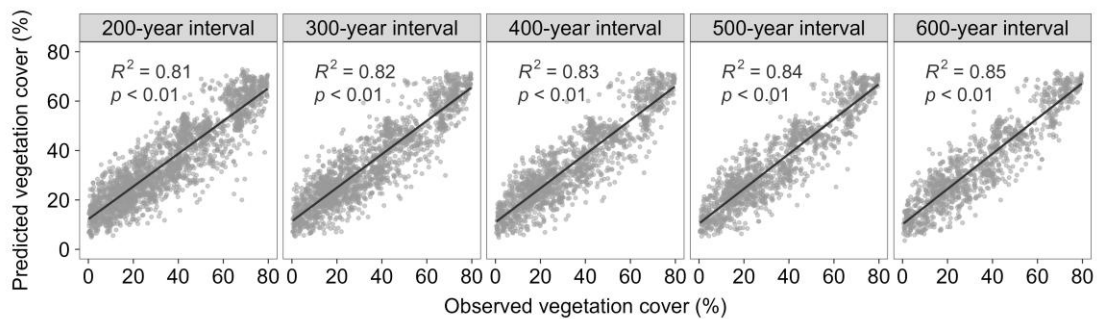 200-year interval
300-year interval
400-year interval
500-year interval
600-year interval
Predicted vegetation cover (%)
80
60
40
20
0
R² = 0.81
p < 0.01
R² = 0.82
p < 0.01
R² = 0.83
p < 0.01
R² = 0.84
p < 0.01
R² = 0.85
p < 0.01
0 20 40 60 80
0 20 40 60 80
0 20 40 60 80
0 20 40 60 80
0 20 40 60 80
Observed vegetation cover (%)